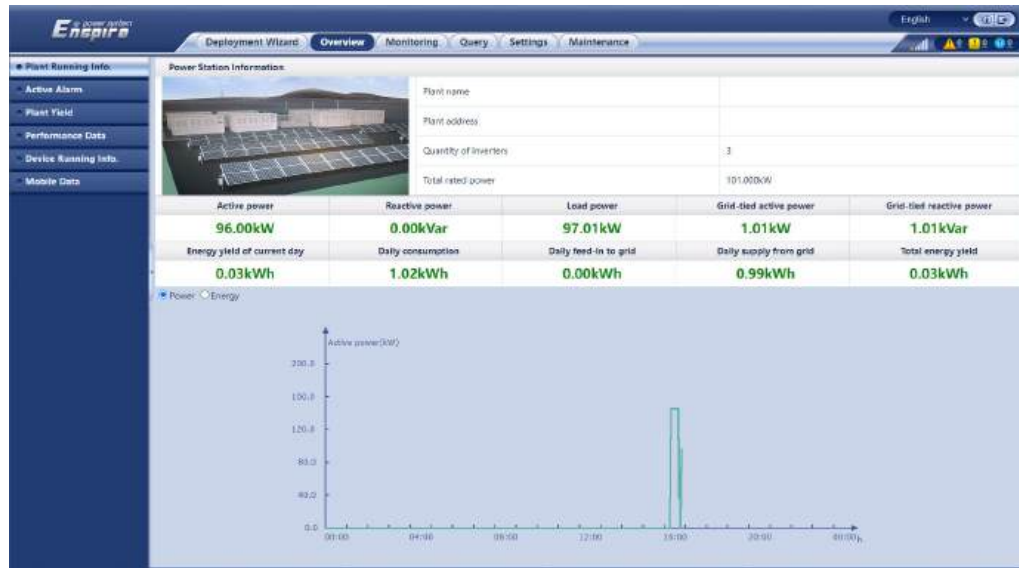 English
Enspire
e-power system
Deployment Wizard Overview Monitoring Query Settings Maintenance
Plant Running Info.
Active Alarm
Plant Yield
Performance Data
Device Running Info.
Mobile Data
Power Station Information
Plant name
Plant address
Quantity of Inverters 3
Total rated power 101.000kW
Active power Reactive power Load power Grid-tied active power Grid-tied reactive power
96.00kW 0.00kVar 97.01kW 1.01kW 1.01kVar
Energy yield of current day Daily consumption Daily feed-in to grid Daily supply from grid Total energy yield
0.03kWh 1.02kWh 0.00kWh 0.99kWh 0.03kWh
Power Energy
Active power(kW)
200.0
160.0
120.0
80.0
40.0
0.0
00:00 04:00 08:00 12:00 16:00 20:00 00:00 h